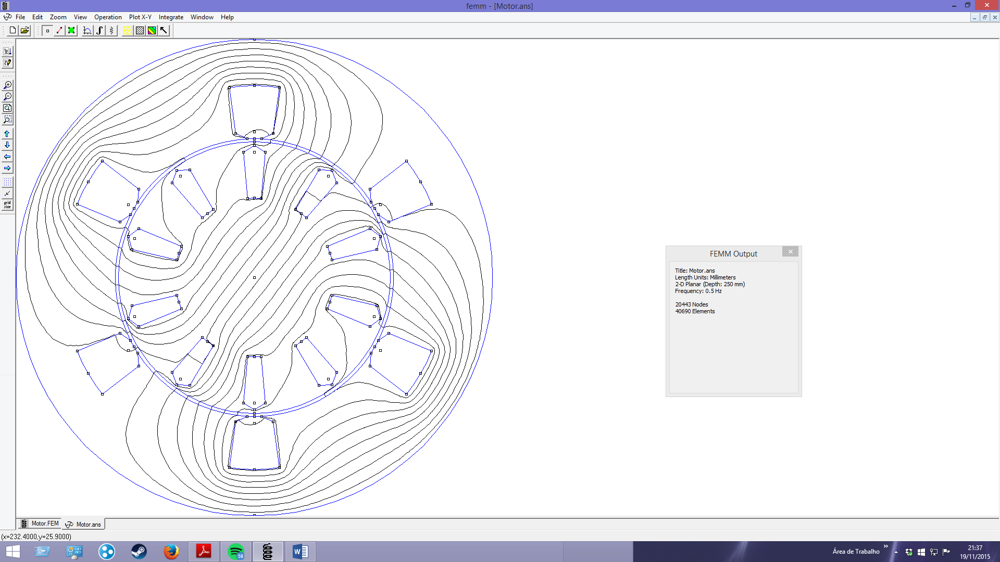 femm - [Motor.ans]
File Edit Zoom View Operation Plot X-Y Integrate Window Help
grid
size
FEMM Output
Title: Motor.ans
Length Units: Millimeters
2-D Planar (Depth: 250 mm)
Frequency: 0.5 Hz
20443 Nodes
40690 Elements
Motor.FEM Motor.ans
(x=232.4000,y=25.9000)
58
Área de Trabalho
21:37
19/11/2015